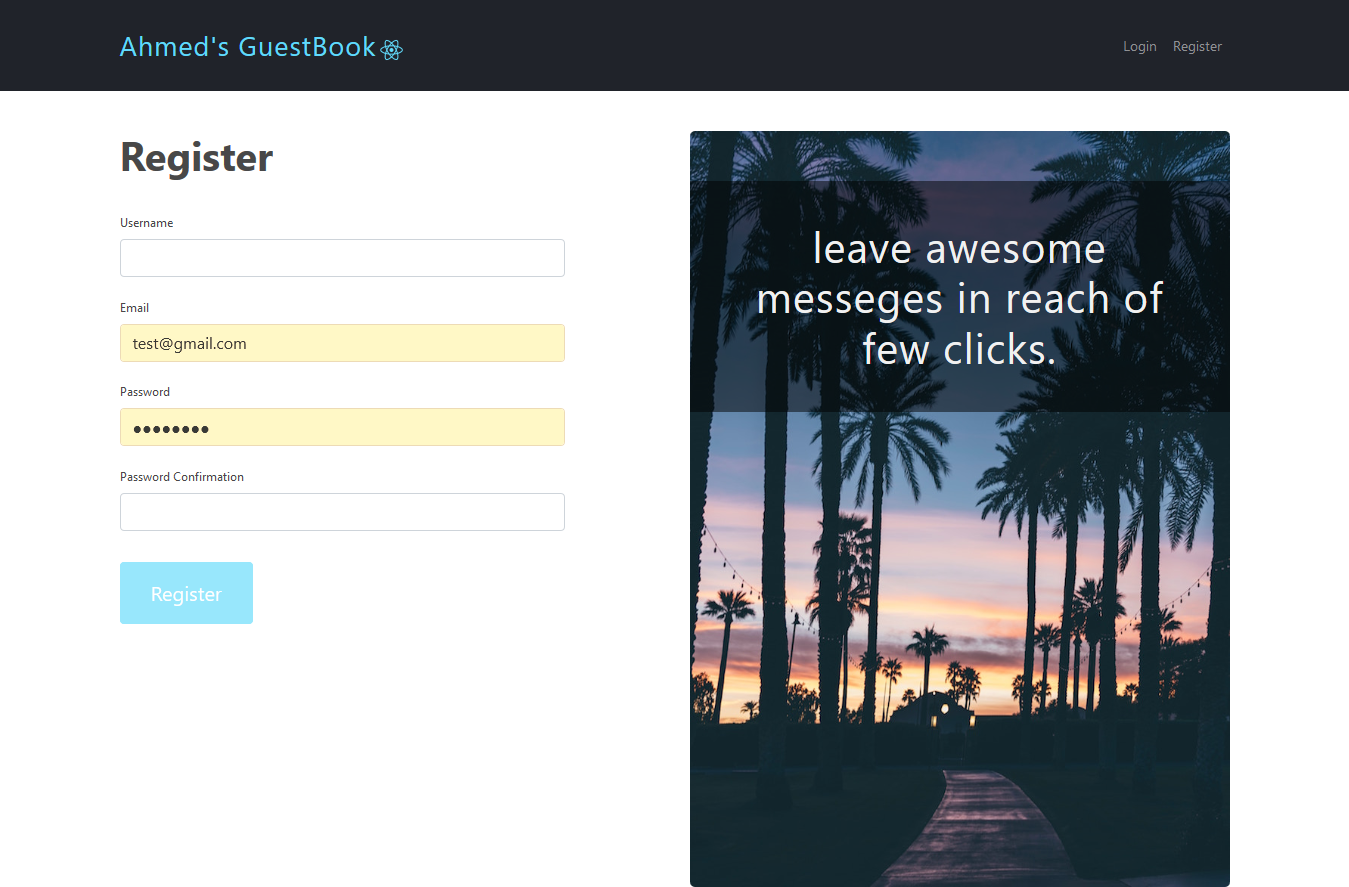 Ahmed's GuestBook
Login Register
Register
Username
Email
test@gmail.com
Password
••••••••
Password Confirmation
Register
leave awesome
messeges in reach of
few clicks.